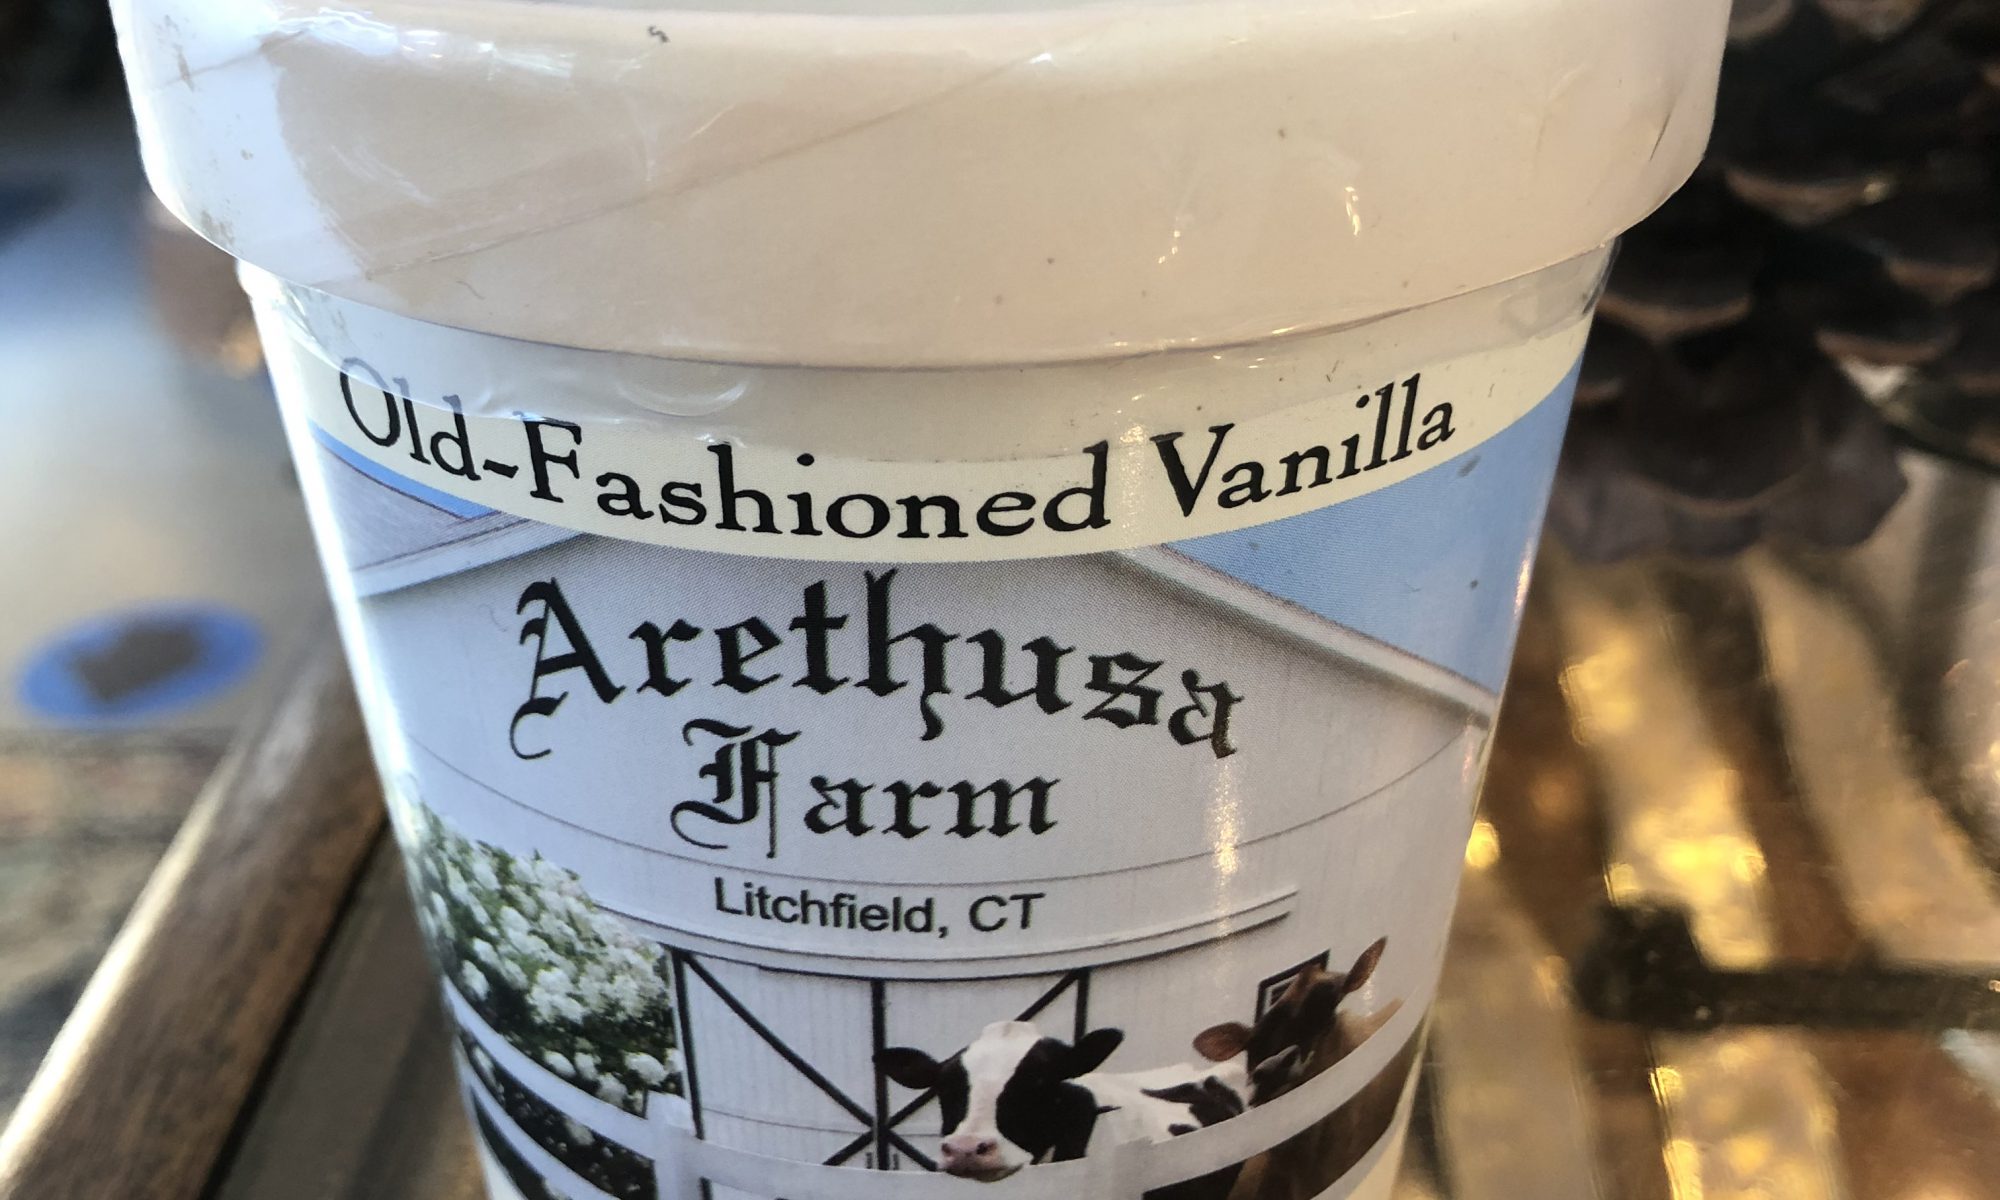 Old-Fashioned Vanilla
Arethusa
Farm
Litchfield, CT